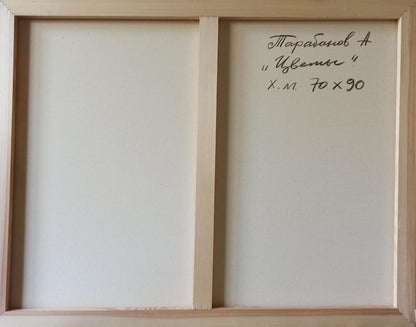 Тарабанов А
„Цветы"
х.м. 70 х 90